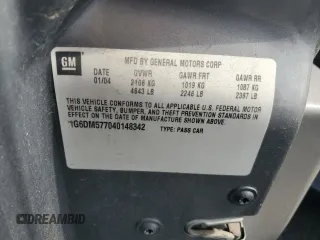 GM
MFD BY GENERAL MOTORS CORP
DATE GVWR GAWR FRT GAWR RR
01/04 2106 KG 1019 KG 1087 KG
4643 LB 2246 LB 2397 LB
THIS VEHICLE CONFORMS TO ALL APPLICABLE U.S. FEDERAL MOTOR
VEHICLE SAFETY, BUMPER, AND THEFT PREVENTION STANDARDS
IN EFFECT ON THE DATE OF MANUFACTURE SHOWN ABOVE.
1G6DM577040148342 TYPE: PASS CAR
DREAMBID